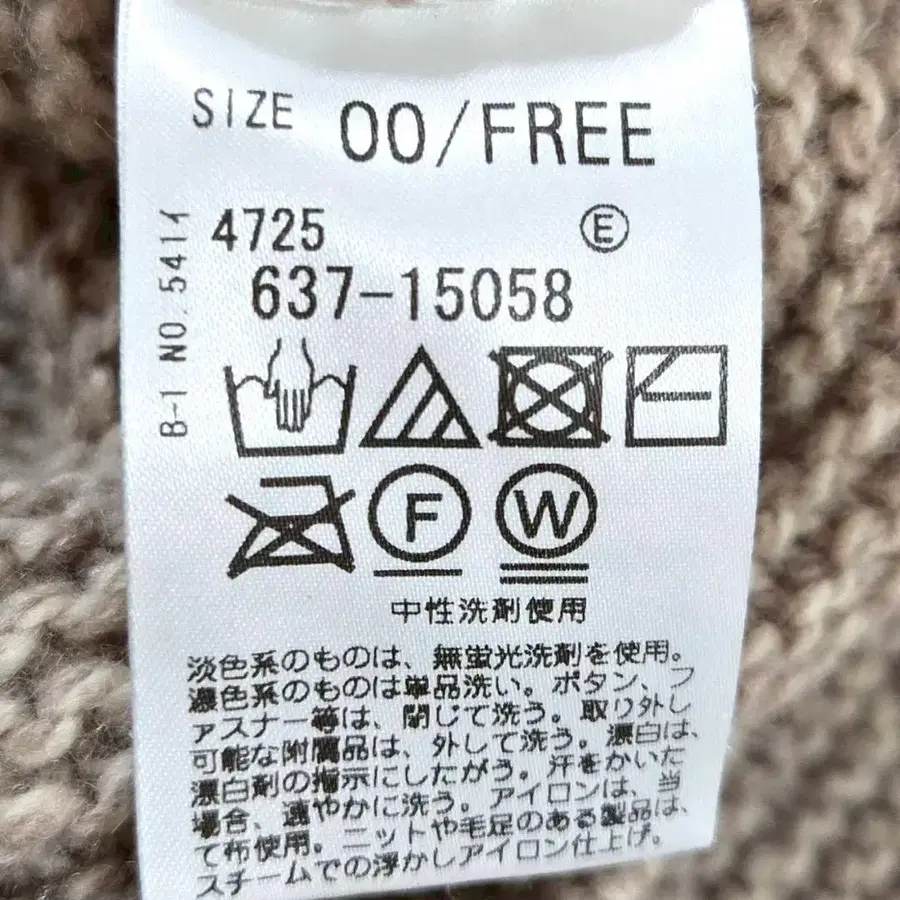 SIZE 00/FREE
4725 E
637-15058
B-1 NO.541イ
F W
中性洗剤使用
淡色系のものは、無蛍光洗剤を使用。
濃色系のものは単品洗い。ボタン、フ
ァスナー等は、閉じて洗う。取り外し
可能な附属品は、外して洗う。漂白は、
漂白剤の指示にしたがう。汗をかいた
場合、速やかに洗う。アイロンは、当
て布使用。ニットや毛足のある製品は、
スチームでの浮かしアイロン仕上げ。